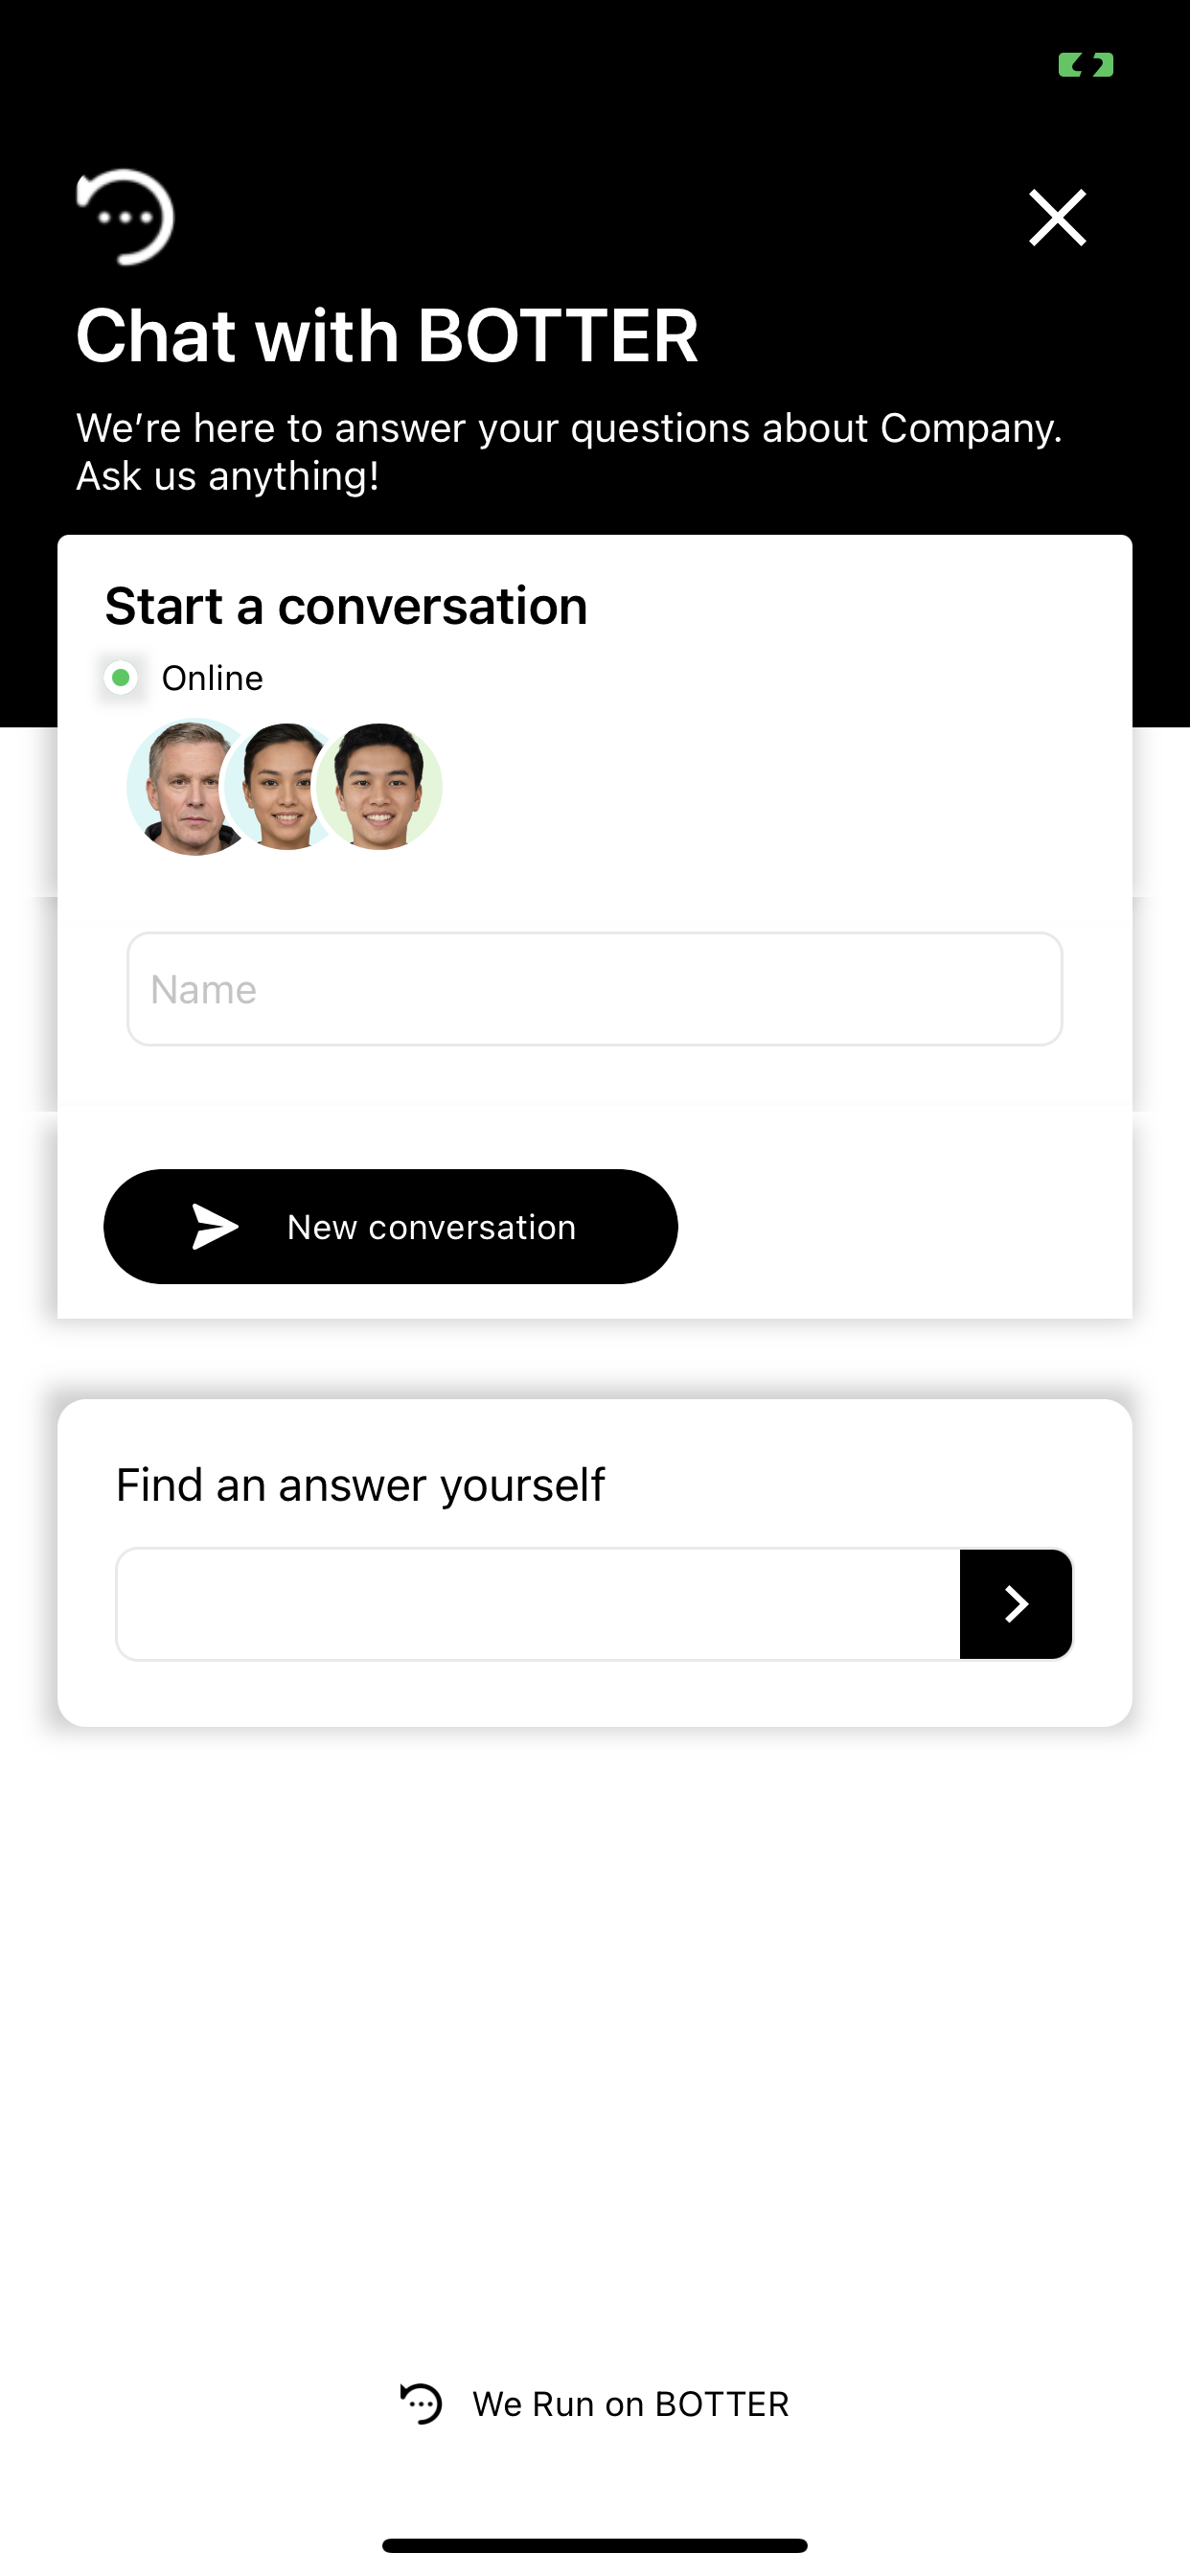 Chat with BOTTER
We're here to answer your questions about Company.
Ask us anything!
Start a conversation
Online
Name
New conversation
Find an answer yourself
We Run on BOTTER